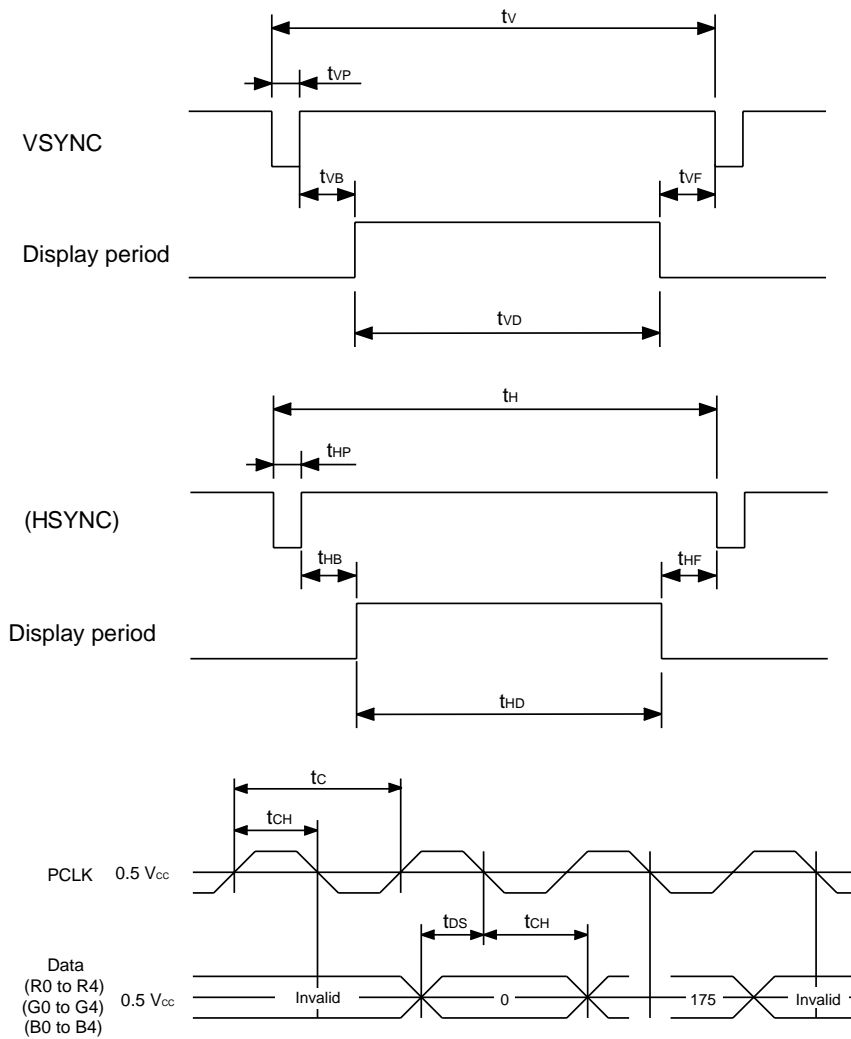 tV
tVP
VSYNC
tVB
tVF
Display period
tVD
tH
tHP
(HSYNC)
tHB
tHF
Display period
tHD
tC
tCH
PCLK 0.5 Vcc
tDS tCH
Data
(R0 to R4)
(G0 to G4)
(B0 to B4)
0.5 Vcc
Invalid 0 175 Invalid